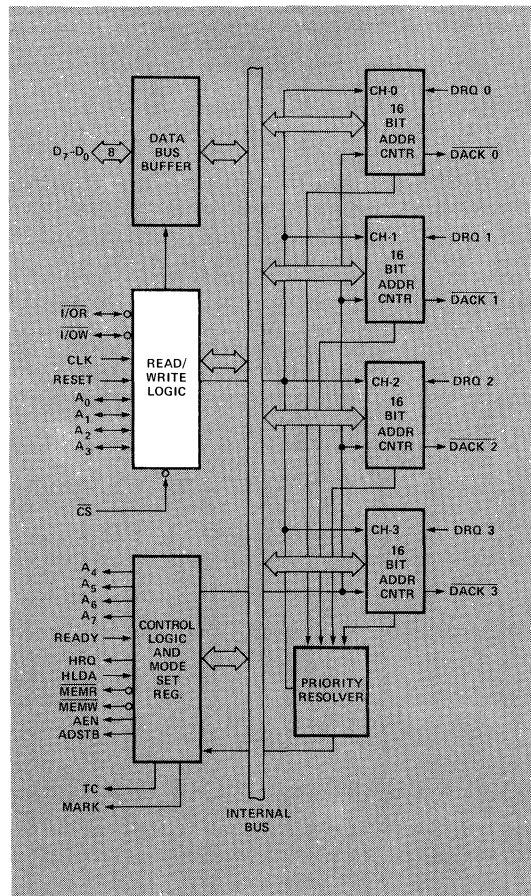 DATA
BUS
BUFFER
D7-D0
8
I/OR
I/OW
CLK
RESET
A0
A1
A2
A3
READ/
WRITE
LOGIC
CS
A4
A5
A6
A7
READY
HRQ
HLDA
MEMR
MEMW
AEN
ADSTB
CONTROL
LOGIC
AND
MODE
SET
REG.
TC
MARK
INTERNAL
BUS
CH-0
16
BIT
ADDR
CNTR
DRQ 0
DACK 0
CH-1
16
BIT
ADDR
CNTR
DRQ 1
DACK 1
CH-2
16
BIT
ADDR
CNTR
DRQ 2
DACK 2
CH-3
16
BIT
ADDR
CNTR
DRQ 3
DACK 3
PRIORITY
RESOLVER